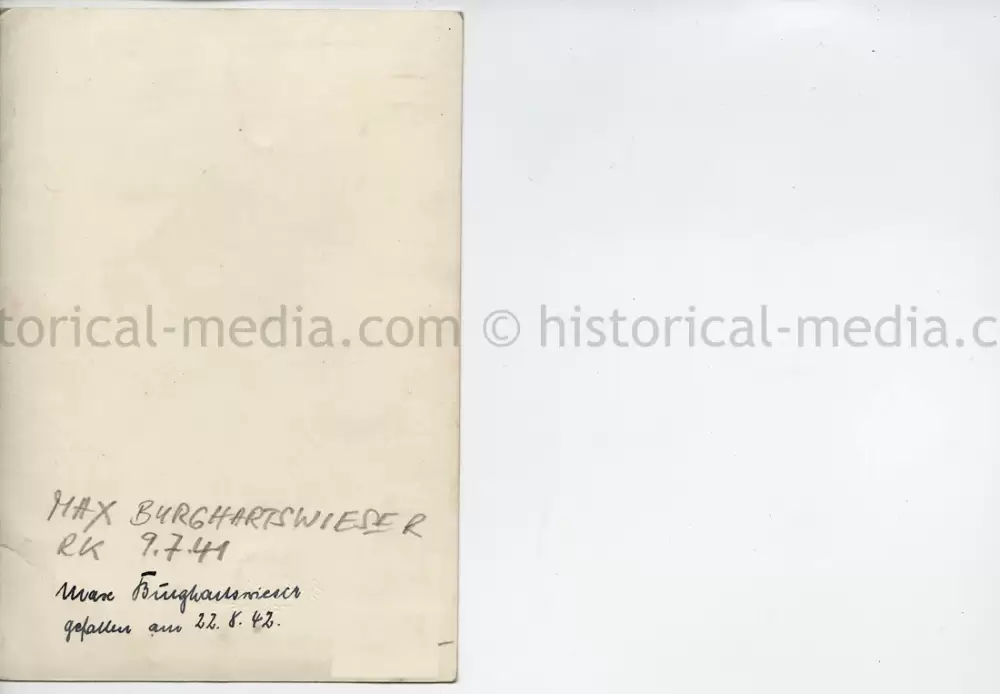 torical-media.com © historical-media.c
MAX BURGHARTSWIESER
RK 9.7.41
Max Burghartswieser
gefallen am 22.8.42.